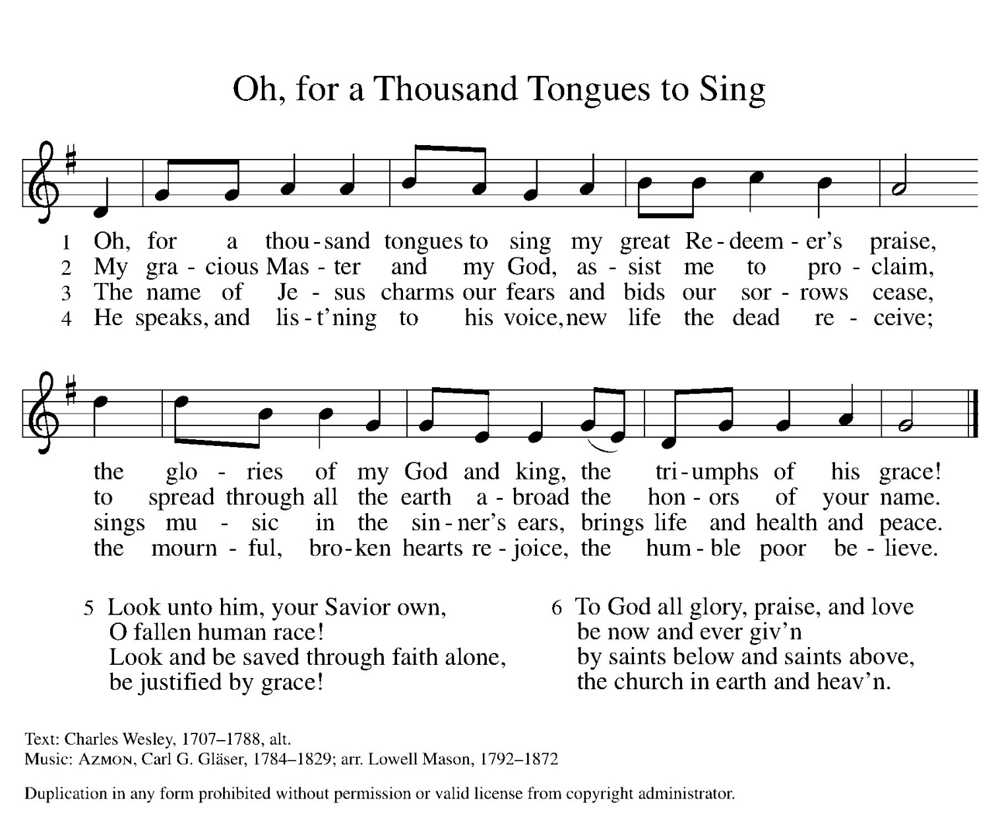 Oh, for a Thousand Tongues to Sing
1 Oh, for a thou - sand tongues to sing my great Re - deem - er's praise,
2 My gra - cious Mas - ter and my God, as - sist me to pro - claim,
3 The name of Je - sus charms our fears and bids our sor - rows cease,
4 He speaks, and lis - t'ning to his voice, new life the dead re - ceive;
the glo - ries of my God and king, the tri - umphs of his grace!
to spread through all the earth a - broad the hon - ors of your name.
sings mu - sic in the sin - ner's ears, brings life and health and peace.
the mourn - ful, bro - ken hearts re - joice, the hum - ble poor be - lieve.
5 Look unto him, your Savior own,
O fallen human race!
Look and be saved through faith alone,
be justified by grace!
6 To God all glory, praise, and love
be now and ever giv'n
by saints below and saints above,
the church in earth and heav'n.
Text: Charles Wesley, 1707–1788, alt.
Music: AZMON, Carl G. Gläser, 1784–1829; arr. Lowell Mason, 1792–1872
Duplication in any form prohibited without permission or valid license from copyright administrator.